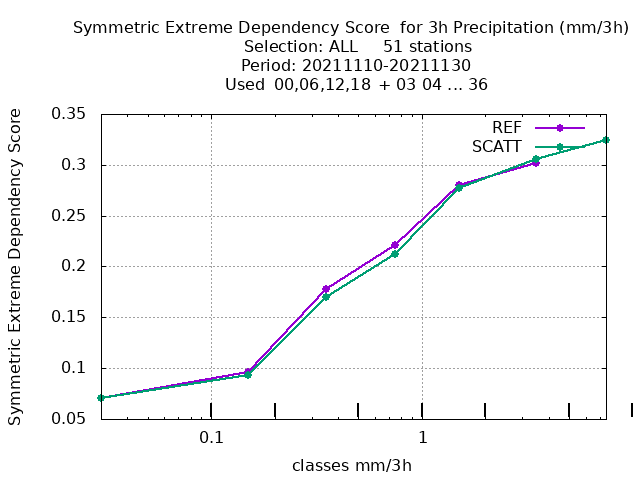 Symmetric Extreme Dependency Score  for 3h Precipitation (mm/3h)
Selection: ALL     51 stations
Period: 20211110-20211130
Used  00,06,12,18  + 03 04 ... 36
Symmetric Extreme Dependency Score
0.35
0.3
0.25
0.2
0.15
0.1
0.05
REF
SCATT
0.1
1
classes mm/3h